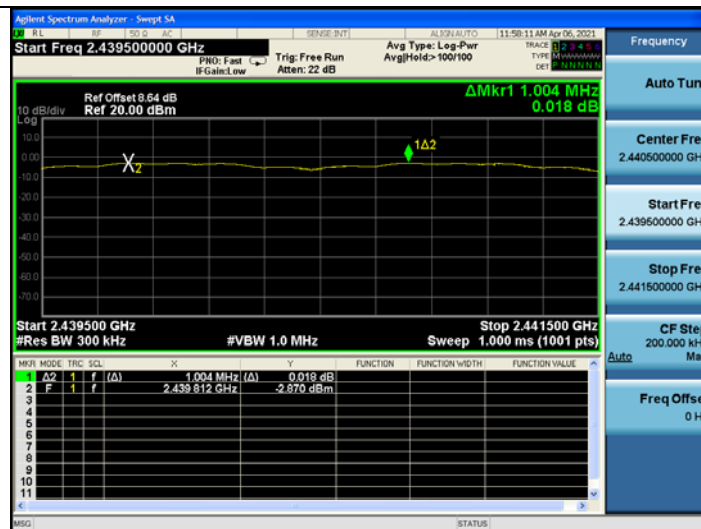 Agilent Spectrum Analyzer - Swept SA
RL RF 50 Ω AC SENSE:INT ALIGNAUTO 11:58:11 AM Apr 06, 2021
Start Freq 2.439500000 GHz
PNO: Fast Trig: Free Run Avg Type: Log-Pwr TRACE 1 2 3 4 5 6
IFGain:Low Atten: 22 dB Avg|Hold:>100/100 TYPE
DET P N N N N N
Ref Offset 8.64 dB ΔMkr1 1.004 MHz
10 dB/div Ref 20.00 dBm 0.018 dB
Log
10.0
1Δ2
0.00
2
-10.0
-20.0
-30.0
-40.0
-50.0
-60.0
-70.0
Start 2.439500 GHz Stop 2.441500 GHz
#Res BW 300 kHz #VBW 1.0 MHz Sweep 1.000 ms (1001 pts)
MKR MODE TRC SCL X Y FUNCTION FUNCTION WIDTH FUNCTION VALUE
1 Δ2 1 f (Δ) 1.004 MHz (Δ) 0.018 dB
2 F 1 f 2.439 812 GHz -2.870 dBm
3
4
5
6
7
8
9
10
11
MSG STATUS
Frequency
Auto Tun
Center Fre
2.440500000 GH
Start Fre
2.439500000 GH
Stop Fre
2.441500000 GH
CF Ste
200.000 kH
Auto Ma
Freq Offse
0 H